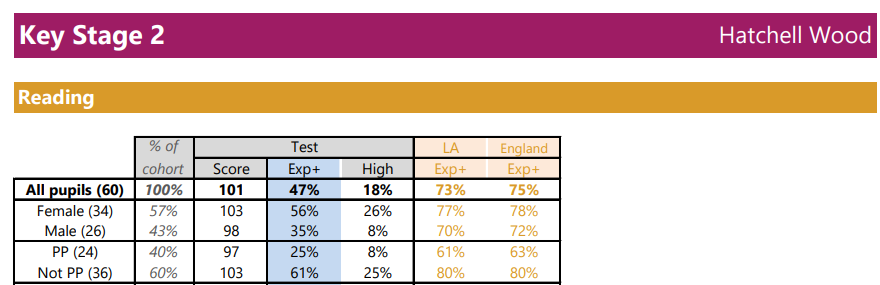 Key Stage 2 Hatchell Wood
Reading
% of Test LA England
cohort Score Exp+ High Exp+ Exp+
All pupils (60) 100% 101 47% 18% 73% 75%
Female (34) 57% 103 56% 26% 77% 78%
Male (26) 43% 98 35% 8% 70% 72%
PP (24) 40% 97 25% 8% 61% 63%
Not PP (36) 60% 103 61% 25% 80% 80%